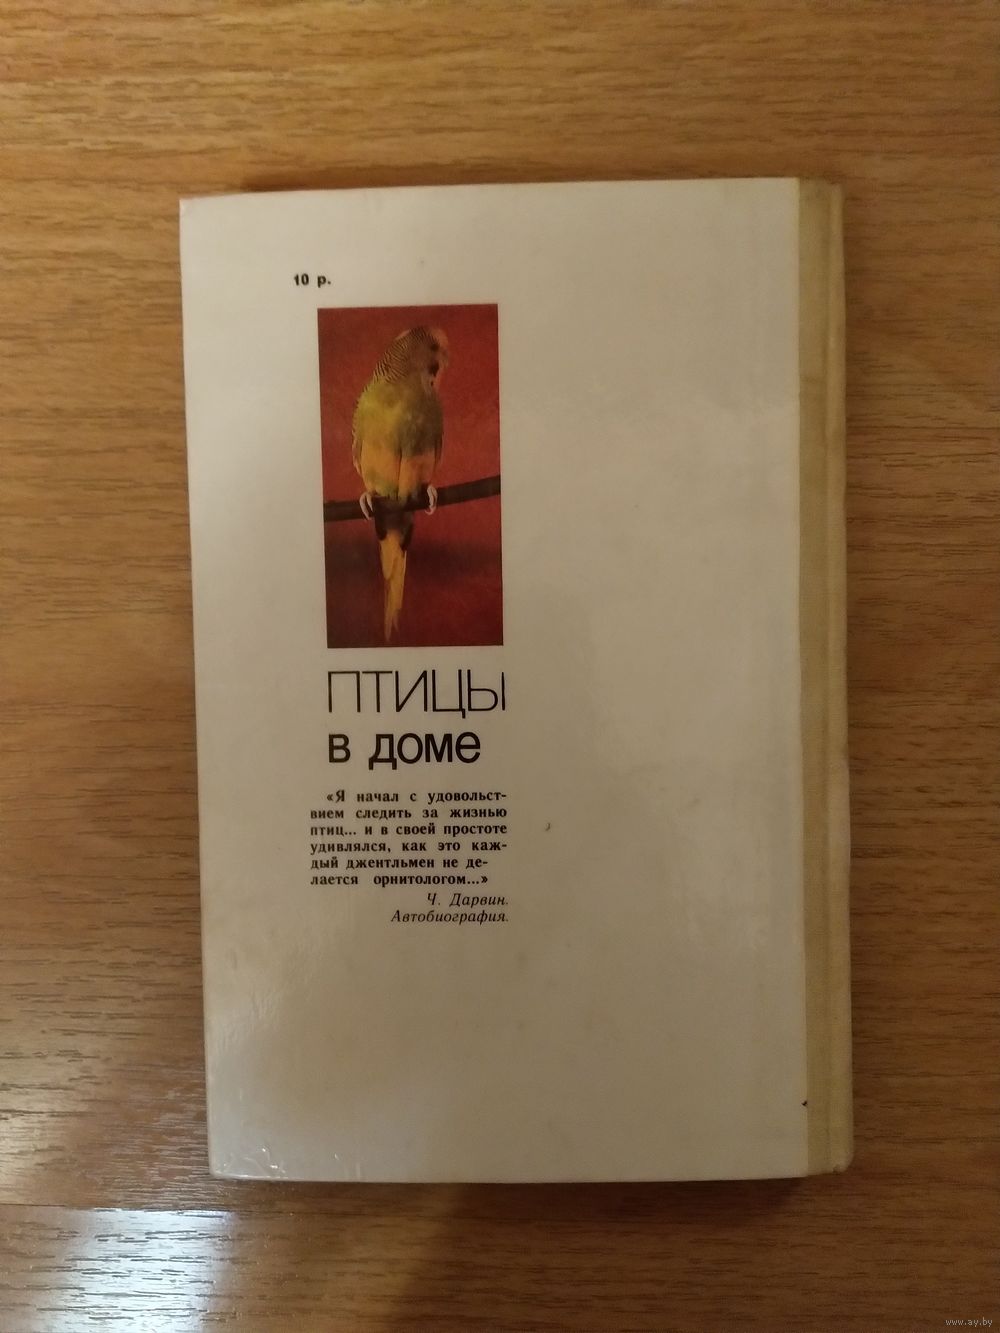 10 р.
ПТИЦЫ
в доме
«Я начал с удовольст-
вием следить за жизнью
птиц... и в своей простоте
удивлялся, как это каж-
дый джентльмен не де-
лается орнитологом...»
Ч. Дарвин.
Автобиография.
www.ay.by